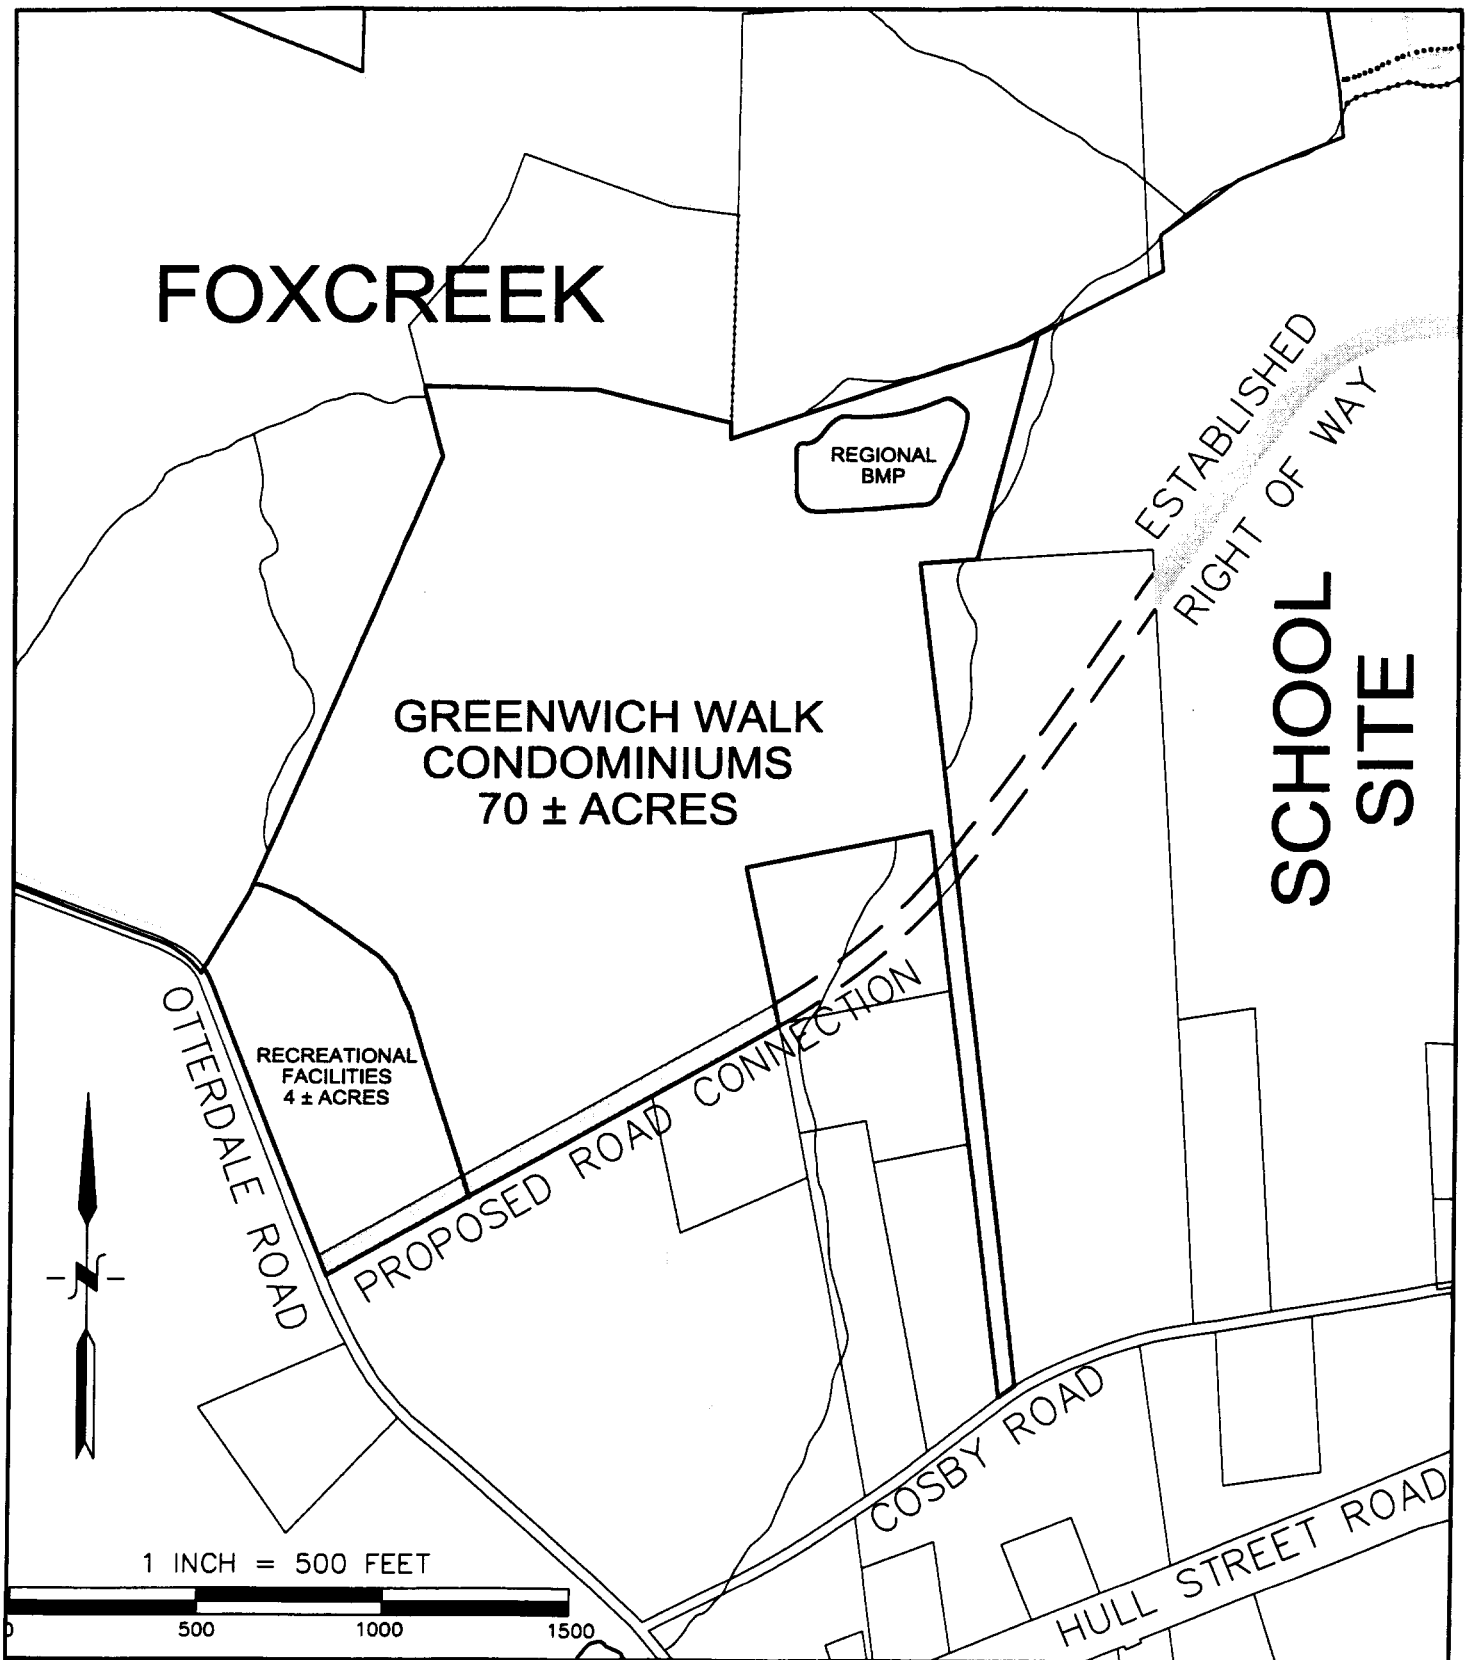 FOXCREEK
REGIONAL
BMP
ESTABLISHED
RIGHT OF WAY
SCHOOL
SITE
GREENWICH WALK
CONDOMINIUMS
70 ± ACRES
RECREATIONAL
FACILITIES
4 ± ACRES
OTTERDALE ROAD
PROPOSED ROAD CONNECTION
N
COSBY ROAD
HULL STREET ROAD
1 INCH = 500 FEET
0 500 1000 1500